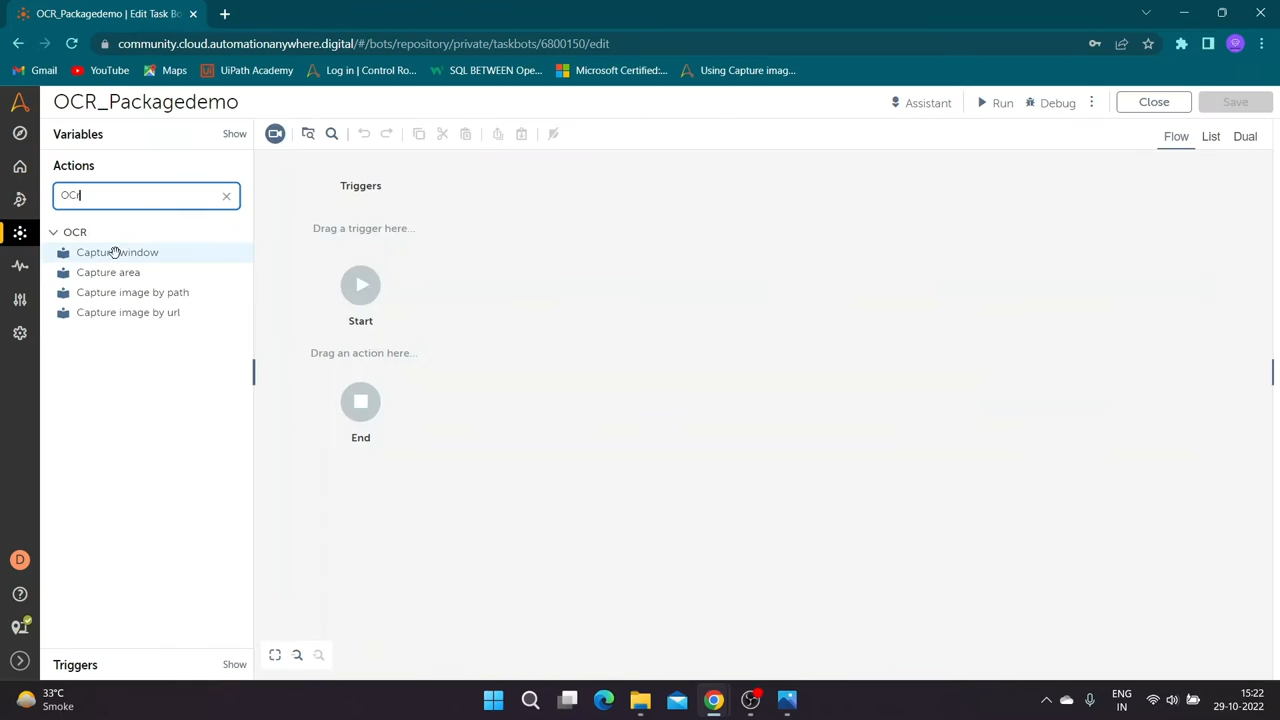 OCR_Packagedemo | Edit Task Bo
community.cloud.automationanywhere.digital/#/bots/repository/private/taskbots/6800150/edit
Gmail
YouTube
Maps
UiPath Academy
Log in | Control Ro...
SQL BETWEEN Ope...
Microsoft Certified:...
Using Capture imag...
OCR_Packagedemo
Assistant
Run
Debug
Close
Save
Variables
Show
Flow
List
Dual
Actions
OCr
OCR
Capture window
Capture area
Capture image by path
Capture image by url
Triggers
Drag a trigger here...
Start
Drag an action here...
End
D
Triggers
Show
33°C
Smoke
ENG
IN
15:22
29-10-2022